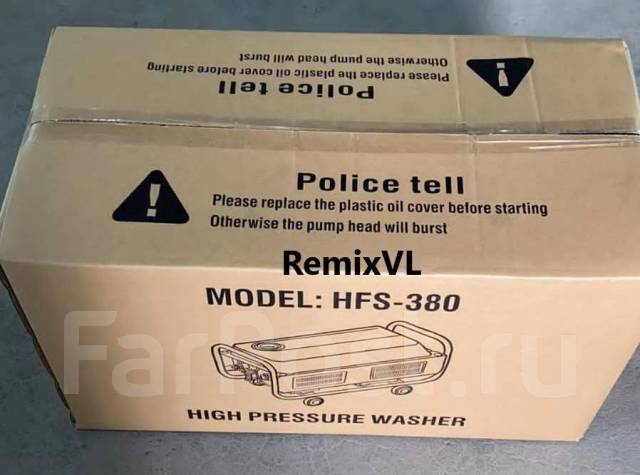 Police tell
Please replace the plastic oil cover before starting
Otherwise the pump head will burst
Police tell
Please replace the plastic oil cover before starting
Otherwise the pump head will burst
RemixVL
MODEL: HFS-380
FarPost.ru
HIGH PRESSURE WASHER